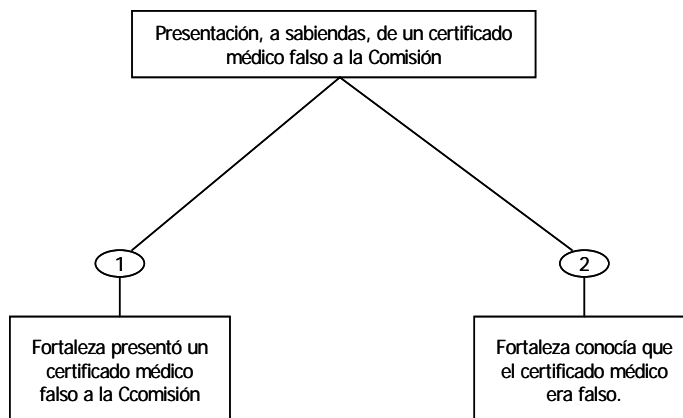 Presentación, a sabiendas, de un certificado
médico falso a la Comisión
1
2
Fortaleza presentó un
certificado médico
falso a la Ccomisión
Fortaleza conocía que
el certificado médico
era falso.